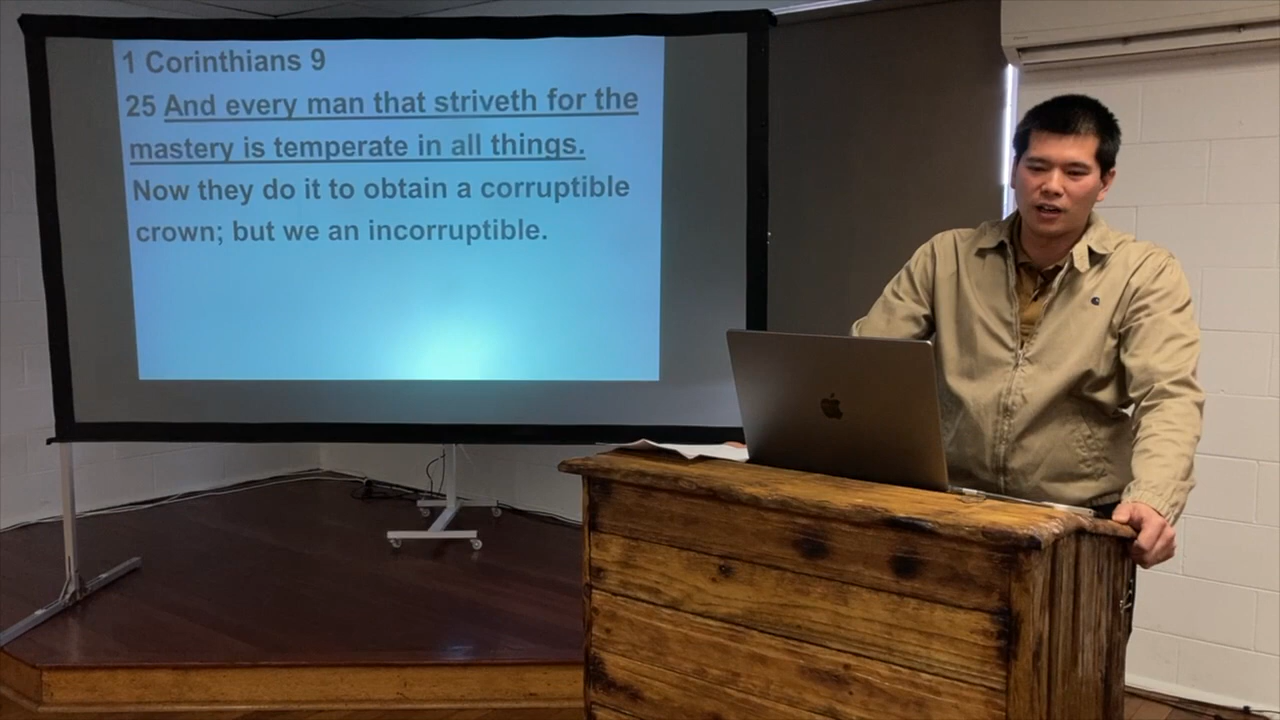 1 Corinthians 9
25 And every man that striveth for the
mastery is temperate in all things.
Now they do it to obtain a corruptible
crown; but we an incorruptible.